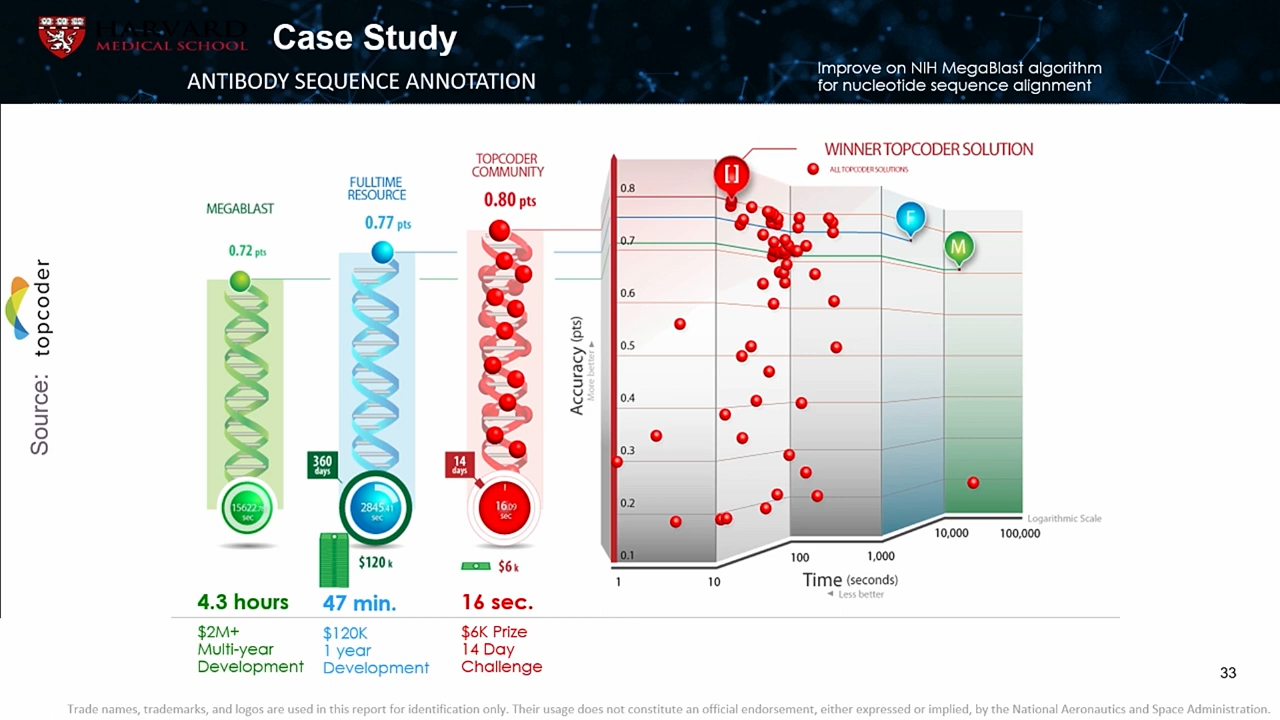 HARVARD
MEDICAL SCHOOL
Case Study
ANTIBODY SEQUENCE ANNOTATION
Improve on NIH MegaBlast algorithm
for nucleotide sequence alignment
Source: topcoder
MEGABLAST
0.72 pts
FULLTIME
RESOURCE
0.77 pts
TOPCODER
COMMUNITY
0.80 pts
360
days
14
days
sec
2845.41
sec
16.09
sec
$120 k
$6 k
4.3 hours
47 min.
16 sec.
$2M+
Multi-year
Development
$120K
1 year
Development
$6K Prize
14 Day
Challenge
WINNER TOPCODER SOLUTION
ALL TOPCODER SOLUTIONS
[ ]
F
M
Accuracy (pts)
More better ►
0.8
0.7
0.6
0.5
0.4
0.3
0.2
0.1
1
10
100
1,000
10,000
100,000
Logarithmic Scale
Time (seconds)
◄ Less better
33
Trade names, trademarks, and logos are used in this report for identification only. Their usage does not constitute an official endorsement, either expressed or implied, by the National Aeronautics and Space Administration.